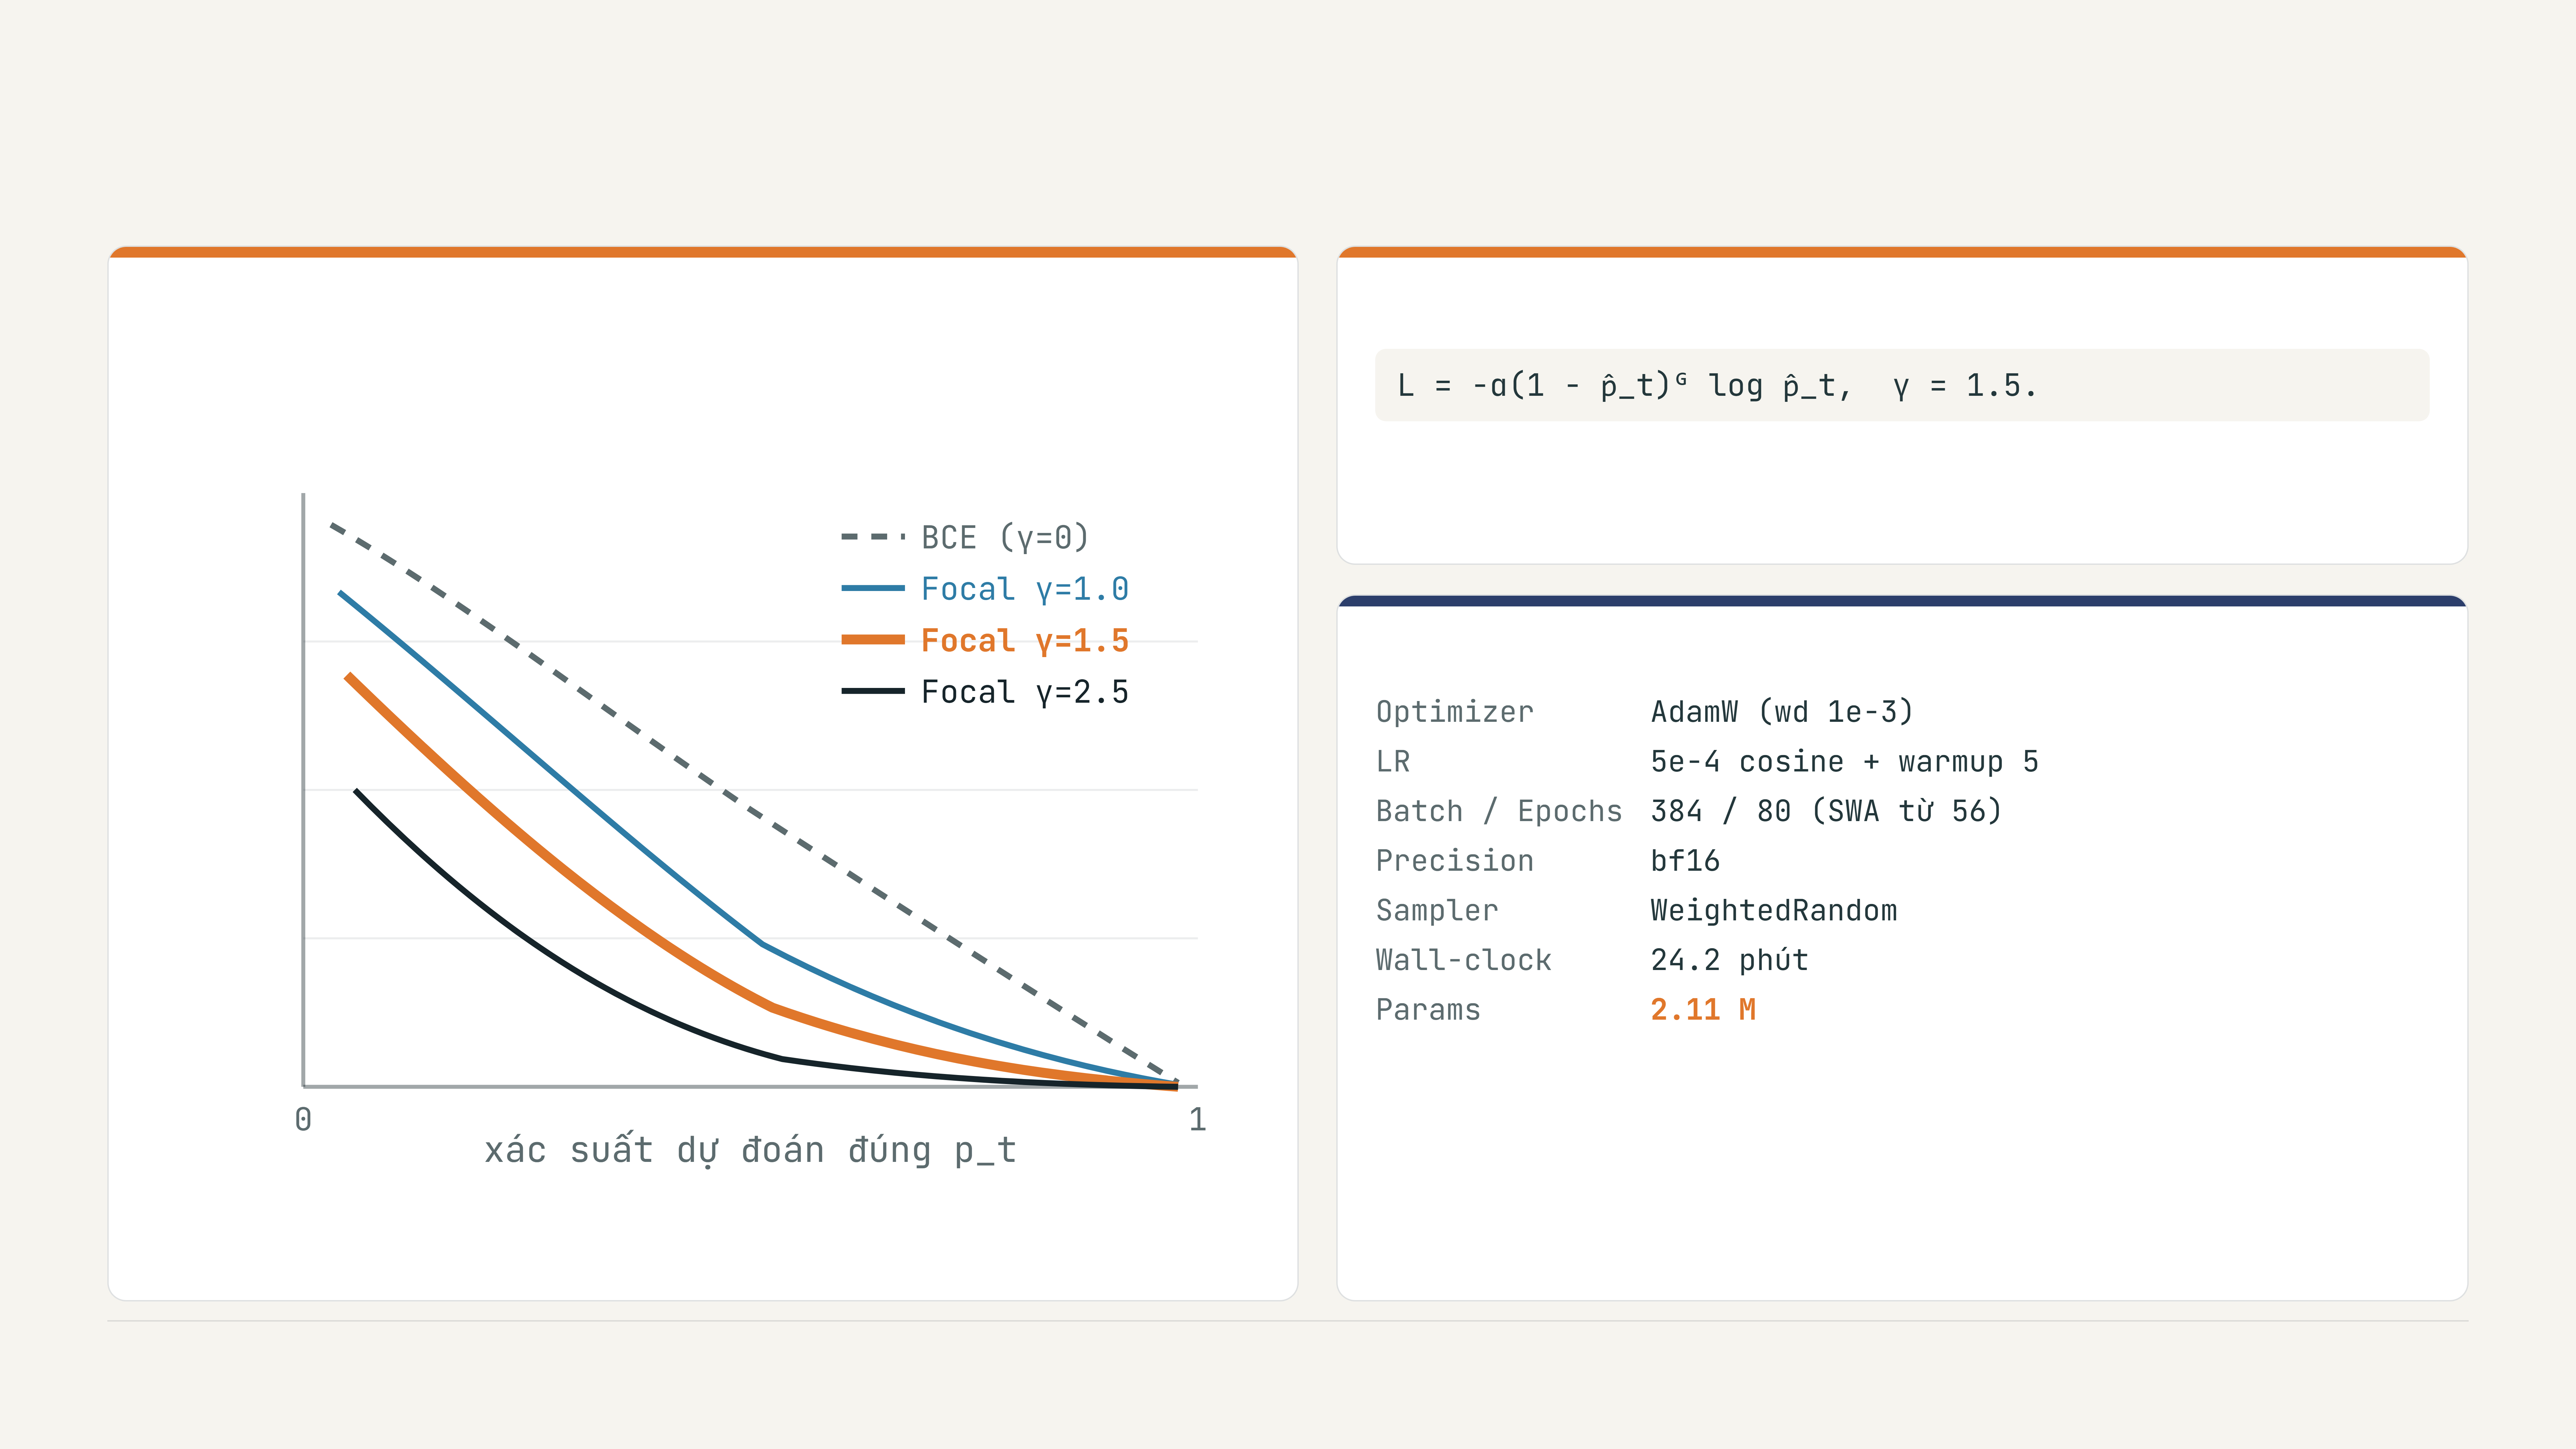 BCE (γ=0)
Focal γ=1.0
Focal γ=1.5
Focal γ=2.5
0
1
xác suất dự đoán đúng p_t
L = -α(1 - p̂_t)ᴳ log p̂_t, γ = 1.5.
Optimizer AdamW (wd 1e-3)
LR 5e-4 cosine + warmup 5
Batch / Epochs 384 / 80 (SWA từ 56)
Precision bf16
Sampler WeightedRandom
Wall-clock 24.2 phút
Params 2.11 M